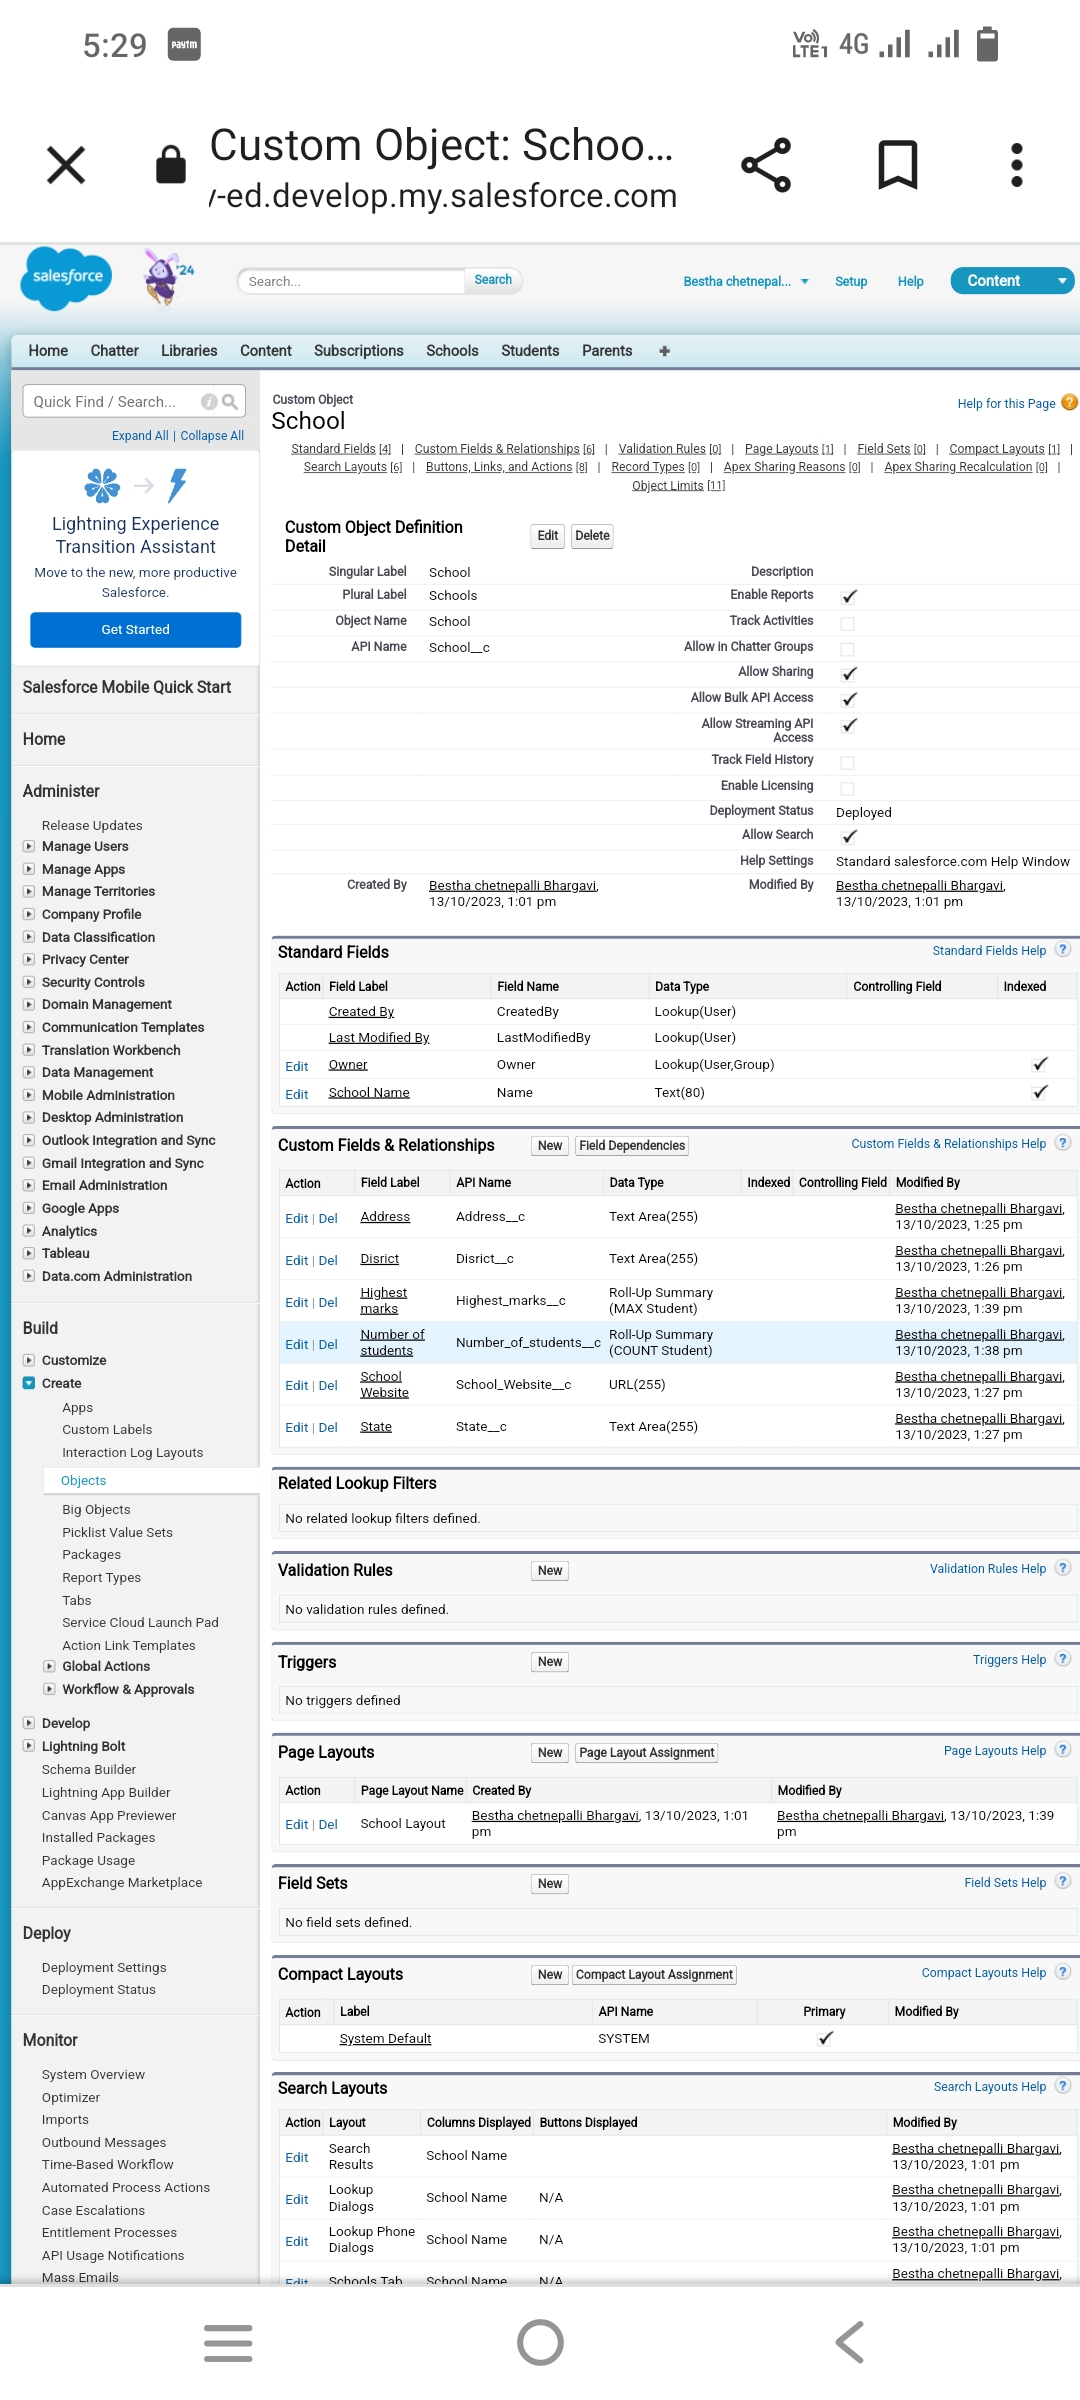 5:29
paytm
Vo)) LTE1 4G
Custom Object: Schoo...
y-ed.develop.my.salesforce.com
salesforce
'24
Search...
Search
Bestha chetnepal...
Setup
Help
Content
Home Chatter Libraries Content Subscriptions Schools Students Parents +
Quick Find / Search...
Expand All | Collapse All
Lightning Experience
Transition Assistant
Move to the new, more productive
Salesforce.
Get Started
Salesforce Mobile Quick Start
Home
Administer
Release Updates
Manage Users
Manage Apps
Manage Territories
Company Profile
Data Classification
Privacy Center
Security Controls
Domain Management
Communication Templates
Translation Workbench
Data Management
Mobile Administration
Desktop Administration
Outlook Integration and Sync
Gmail Integration and Sync
Email Administration
Google Apps
Analytics
Tableau
Data.com Administration
Build
Customize
Create
Apps
Custom Labels
Interaction Log Layouts
Objects
Big Objects
Picklist Value Sets
Packages
Report Types
Tabs
Service Cloud Launch Pad
Action Link Templates
Global Actions
Workflow & Approvals
Develop
Lightning Bolt
Schema Builder
Lightning App Builder
Canvas App Previewer
Installed Packages
Package Usage
AppExchange Marketplace
Deploy
Deployment Settings
Deployment Status
Monitor
System Overview
Optimizer
Imports
Outbound Messages
Time-Based Workflow
Automated Process Actions
Case Escalations
Entitlement Processes
API Usage Notifications
Mass Emails
Custom Object
School
Help for this Page ?
Standard Fields [4] | Custom Fields & Relationships [6] | Validation Rules [0] | Page Layouts [1] | Field Sets [0] | Compact Layouts [1] |
Search Layouts [6] | Buttons, Links, and Actions [8] | Record Types [0] | Apex Sharing Reasons [0] | Apex Sharing Recalculation [0] |
Object Limits [11]
Custom Object Definition
Detail
Edit Delete
Singular Label School Description
Plural Label Schools Enable Reports
Object Name School Track Activities
API Name School__c Allow in Chatter Groups
Allow Sharing
Allow Bulk API Access
Allow Streaming API
Access
Track Field History
Enable Licensing
Deployment Status Deployed
Allow Search
Help Settings Standard salesforce.com Help Window
Created By Bestha chetnepalli Bhargavi, Modified By Bestha chetnepalli Bhargavi,
13/10/2023, 1:01 pm 13/10/2023, 1:01 pm
Standard Fields Standard Fields Help ?
Action Field Label Field Name Data Type Controlling Field Indexed
Created By CreatedBy Lookup(User)
Last Modified By LastModifiedBy Lookup(User)
Edit Owner Owner Lookup(User,Group)
Edit School Name Name Text(80)
Custom Fields & Relationships New Field Dependencies Custom Fields & Relationships Help ?
Action Field Label API Name Data Type Indexed Controlling Field Modified By
Edit | Del Address Address__c Text Area(255) Bestha chetnepalli Bhargavi,
13/10/2023, 1:25 pm
Edit | Del Disrict Disrict__c Text Area(255) Bestha chetnepalli Bhargavi,
13/10/2023, 1:26 pm
Edit | Del Highest Highest_marks__c Roll-Up Summary Bestha chetnepalli Bhargavi,
marks (MAX Student) 13/10/2023, 1:39 pm
Edit | Del Number of Number_of_students__c Roll-Up Summary Bestha chetnepalli Bhargavi,
students (COUNT Student) 13/10/2023, 1:38 pm
Edit | Del School School_Website__c URL(255) Bestha chetnepalli Bhargavi,
Website 13/10/2023, 1:27 pm
Edit | Del State State__c Text Area(255) Bestha chetnepalli Bhargavi,
13/10/2023, 1:27 pm
Related Lookup Filters
No related lookup filters defined.
Validation Rules New Validation Rules Help ?
No validation rules defined.
Triggers New Triggers Help ?
No triggers defined
Page Layouts New Page Layout Assignment Page Layouts Help ?
Action Page Layout Name Created By Modified By
Edit | Del School Layout Bestha chetnepalli Bhargavi, 13/10/2023, 1:01 Bestha chetnepalli Bhargavi, 13/10/2023, 1:39
pm pm
Field Sets New Field Sets Help ?
No field sets defined.
Compact Layouts New Compact Layout Assignment Compact Layouts Help ?
Action Label API Name Primary Modified By
System Default SYSTEM
Search Layouts Search Layouts Help ?
Action Layout Columns Displayed Buttons Displayed Modified By
Edit Search School Name Bestha chetnepalli Bhargavi,
Results 13/10/2023, 1:01 pm
Edit Lookup School Name N/A Bestha chetnepalli Bhargavi,
Dialogs 13/10/2023, 1:01 pm
Edit Lookup Phone School Name N/A Bestha chetnepalli Bhargavi,
Dialogs 13/10/2023, 1:01 pm
Edit Schools Tab School Name N/A Bestha chetnepalli Bhargavi,